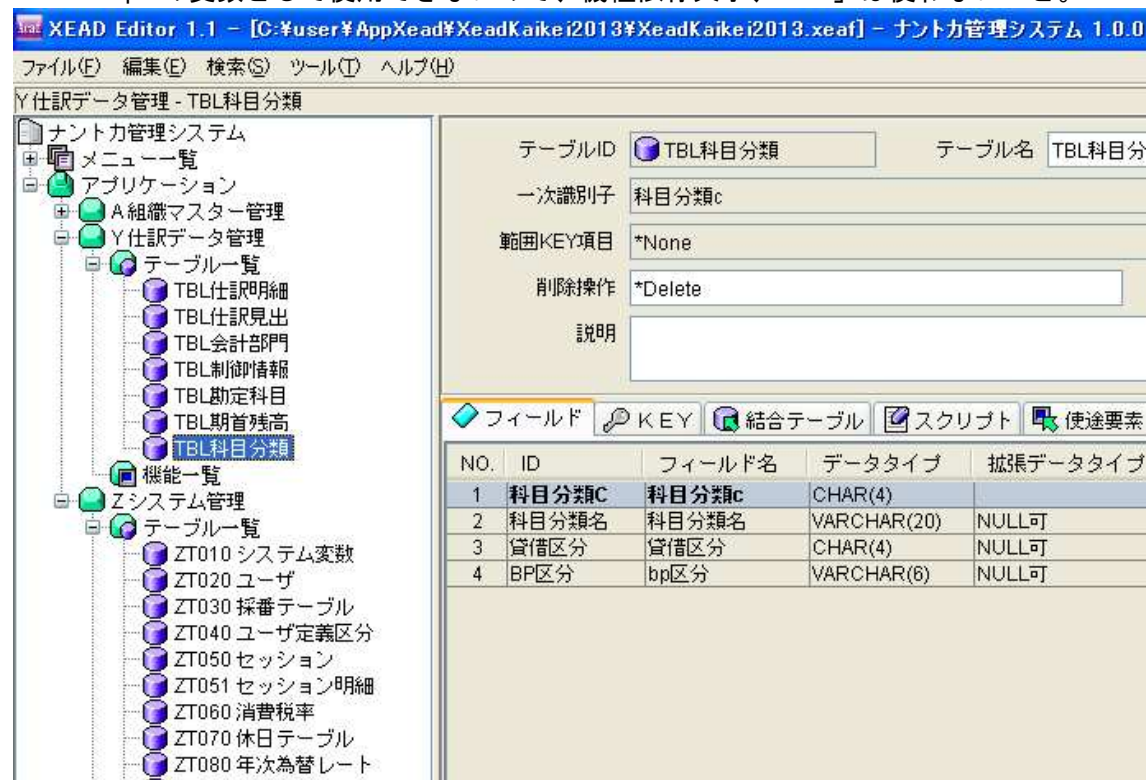 XEAD Editor 1.1 - [C:¥user¥AppXead¥XeadKaikei2013¥XeadKaikei2013.xeaf] - ナントカ管理システム 1.0.0
ファイル(F) 編集(E) 検索(S) ツール(T) ヘルプ(H)
Y 仕訳データ管理 - TBL科目分類
ナントカ管理システム
メニュー一覧
アプリケーション
A 組織マスター管理
Y 仕訳データ管理
テーブル一覧
TBL仕訳明細
TBL仕訳見出
TBL会計部門
TBL制御情報
TBL勘定科目
TBL期首残高
TBL科目分類
機能一覧
Z システム管理
テーブル一覧
ZT010 システム変数
ZT020 ユーザ
ZT030 採番テーブル
ZT040 ユーザ定義区分
ZT050 セッション
ZT051 セッション明細
ZT060 消費税率
ZT070 休日テーブル
ZT080 年次為替レート
テーブルID TBL科目分類 テーブル名 TBL科目分
一次識別子 科目分類c
範囲KEY項目 *None
削除操作 *Delete
説明
フィールド KEY 結合テーブル スクリプト 使途要素
NO. ID フィールド名 データタイプ 拡張データタイプ
1 科目分類C 科目分類c CHAR(4)
2 科目分類名 科目分類名 VARCHAR(20) NULL可
3 貸借区分 貸借区分 CHAR(4) NULL可
4 BP区分 bp区分 VARCHAR(6) NULL可